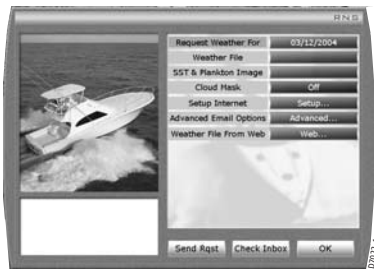 RNS
Request Weather For 03/12/2004
Weather File
SST & Plankton Image
Cloud Mask Off
Setup Internet Setup...
Advanced Email Options Advanced...
Weather File From Web Web...
Send Rqst Check Inbox OK